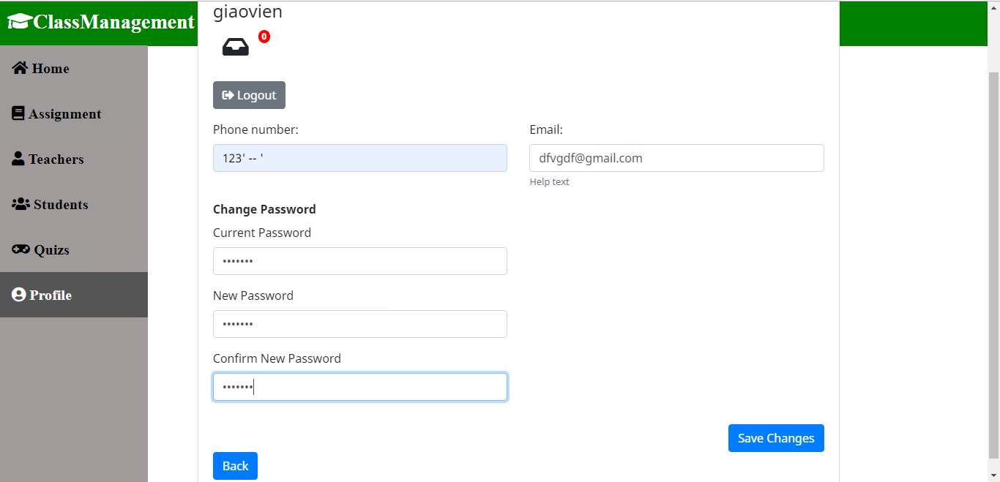 ClassManagement
Home
Assignment
Teachers
Students
Quizs
Profile
giaovien
0
Logout
Phone number:
Email:
123' -- '
dfvgdf@gmail.com
Help text
Change Password
Current Password
•••••••
New Password
•••••••
Confirm New Password
•••••••
Save Changes
Back